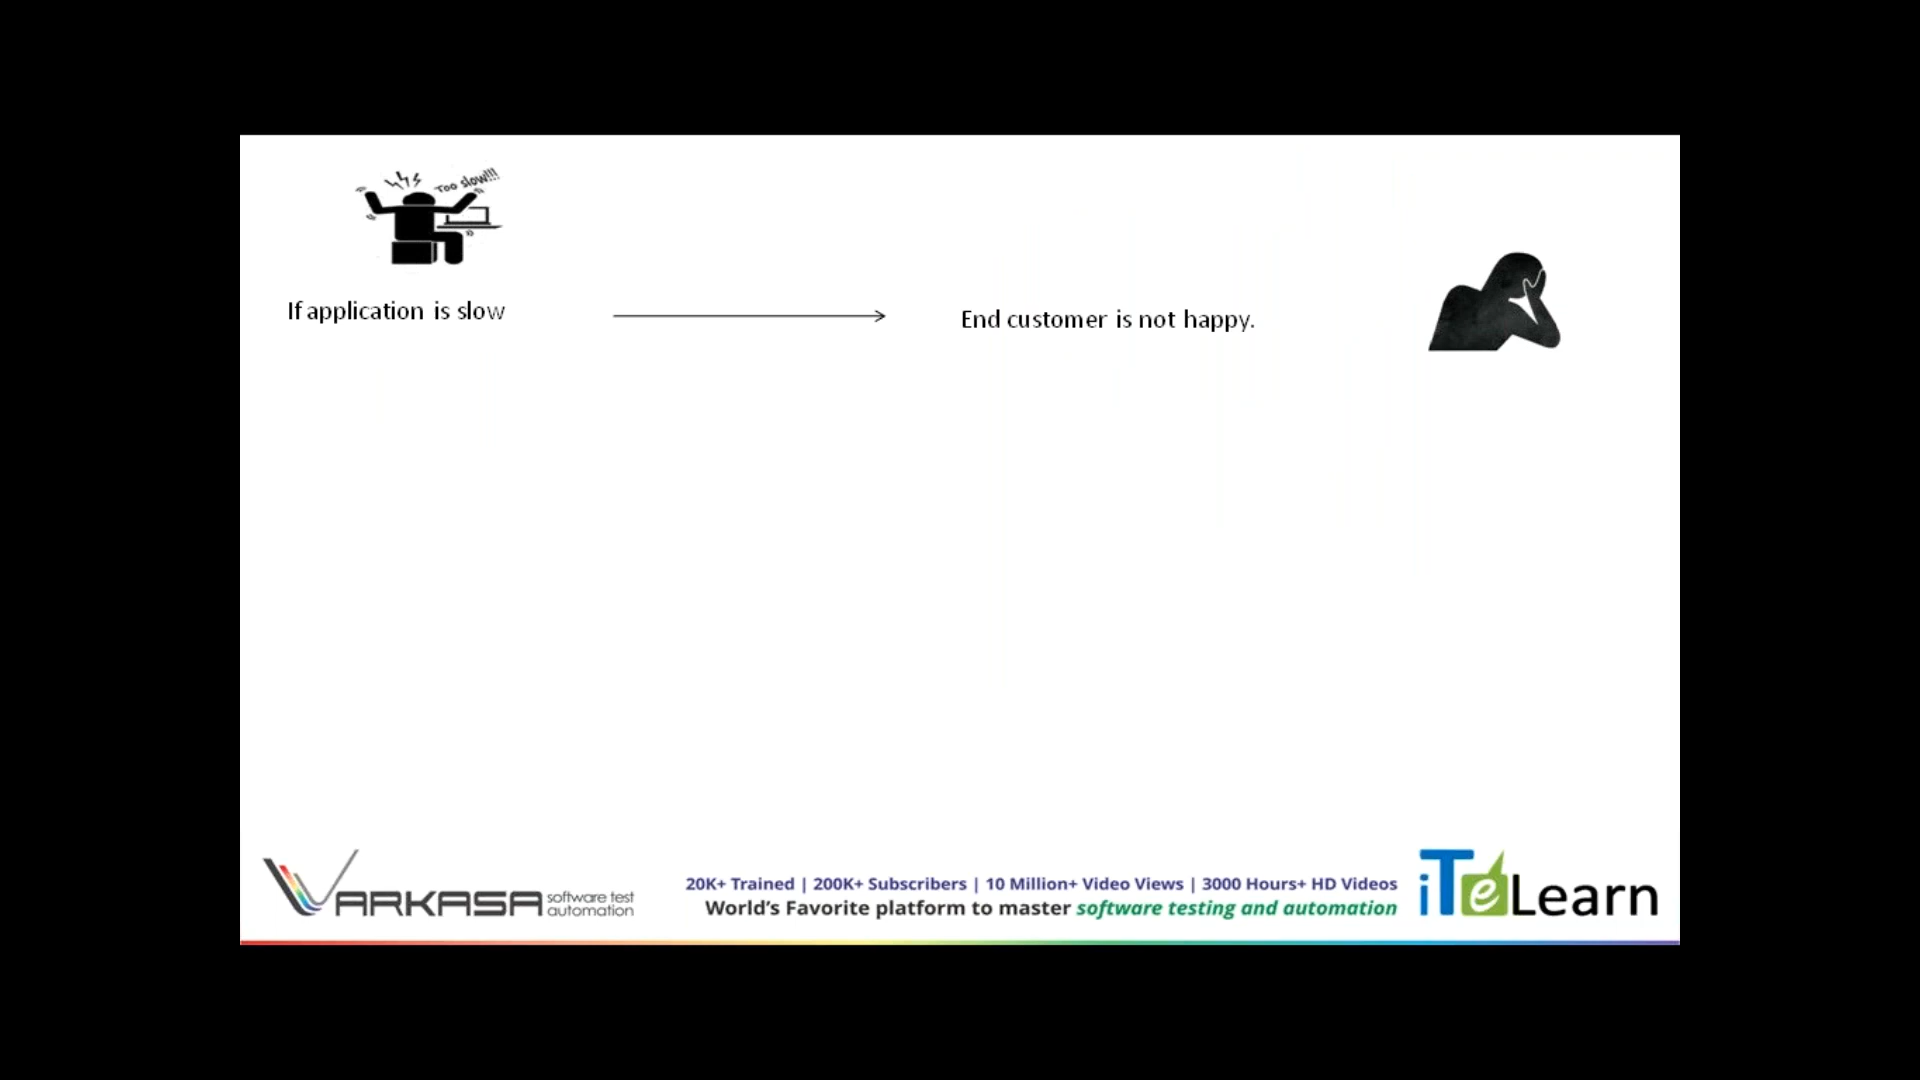 Too slow!!!
If application is slow
End customer is not happy.
VARKASA software test automation
20K+ Trained | 200K+ Subscribers | 10 Million+ Video Views | 3000 Hours+ HD Videos
World's Favorite platform to master software testing and automation
iTeLearn